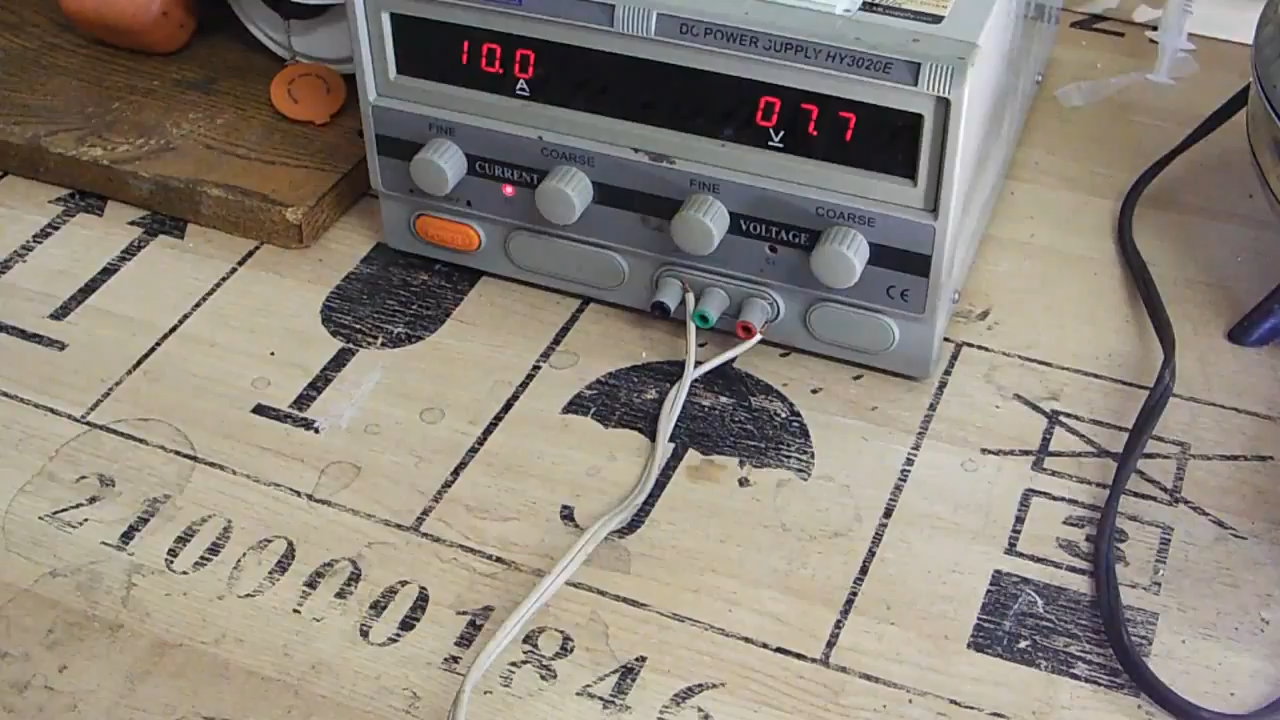 DC POWER SUPPLY HY3020E
10.0
A
07.7
V
FINE
CURRENT
COARSE
FINE
VOLTAGE
COARSE
CE
2100001846